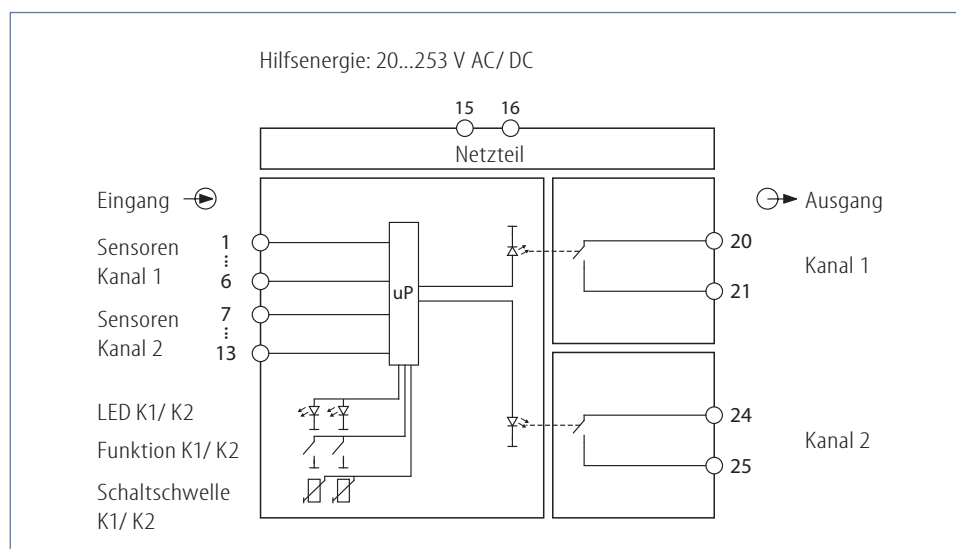 Hilfsenergie: 20...253 V AC/ DC
15 16
Netzteil
Eingang
Ausgang
Sensoren
Kanal 1
1
⋮
6
Sensoren
Kanal 2
7
⋮
13
uP
20
21
Kanal 1
24
25
Kanal 2
LED K1/ K2
Funktion K1/ K2
Schaltschwelle
K1/ K2